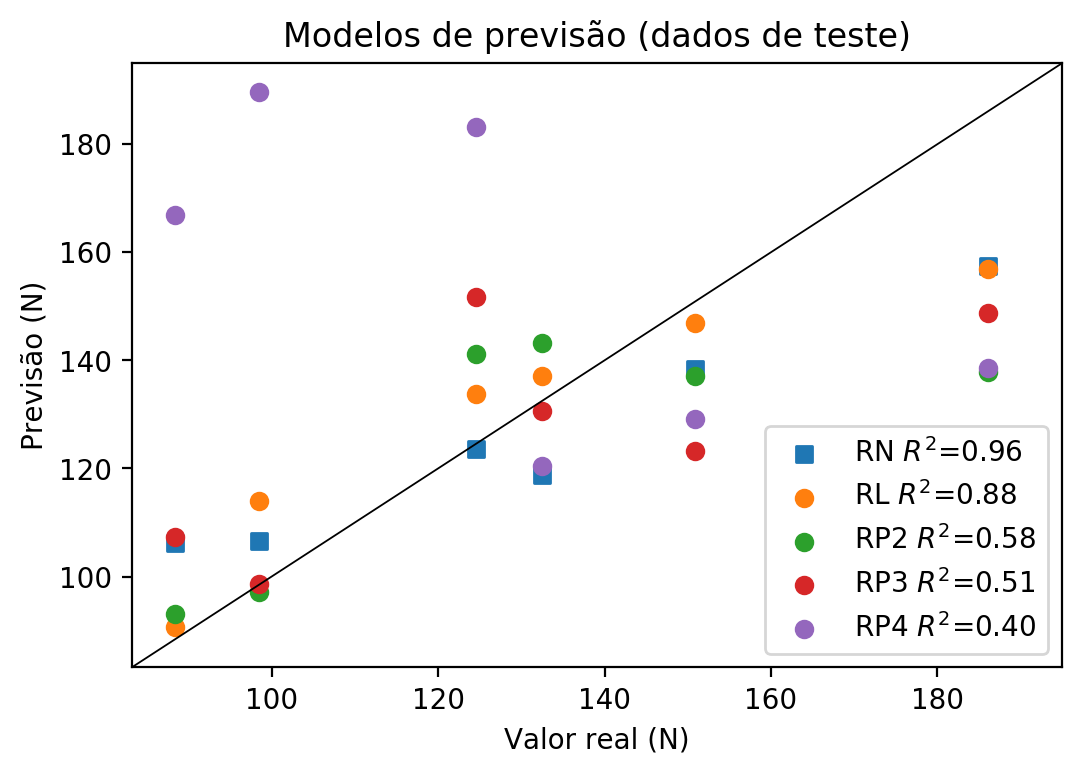 Modelos de previsão (dados de teste)
180
160
140
120
100
Previsão (N)
RN R²=0.96
RL R²=0.88
RP2 R²=0.58
RP3 R²=0.51
RP4 R²=0.40
100 120 140 160 180
Valor real (N)